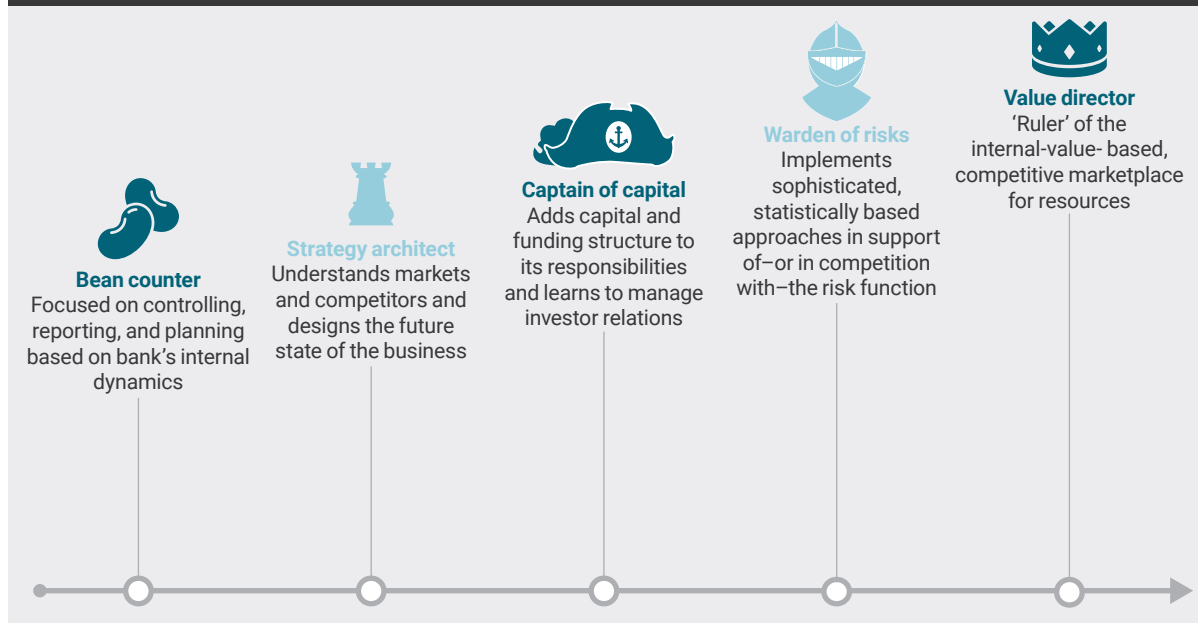 Bean counter
Focused on controlling,
reporting, and planning
based on bank’s internal
dynamics
Strategy architect
Understands markets
and competitors and
designs the future
state of the business
Captain of capital
Adds capital and
funding structure to
its responsibilities
and learns to manage
investor relations
Warden of risks
Implements
sophisticated,
statistically based
approaches in support
of–or in competition
with–the risk function
Value director
‘Ruler’ of the
internal-value- based,
competitive marketplace
for resources